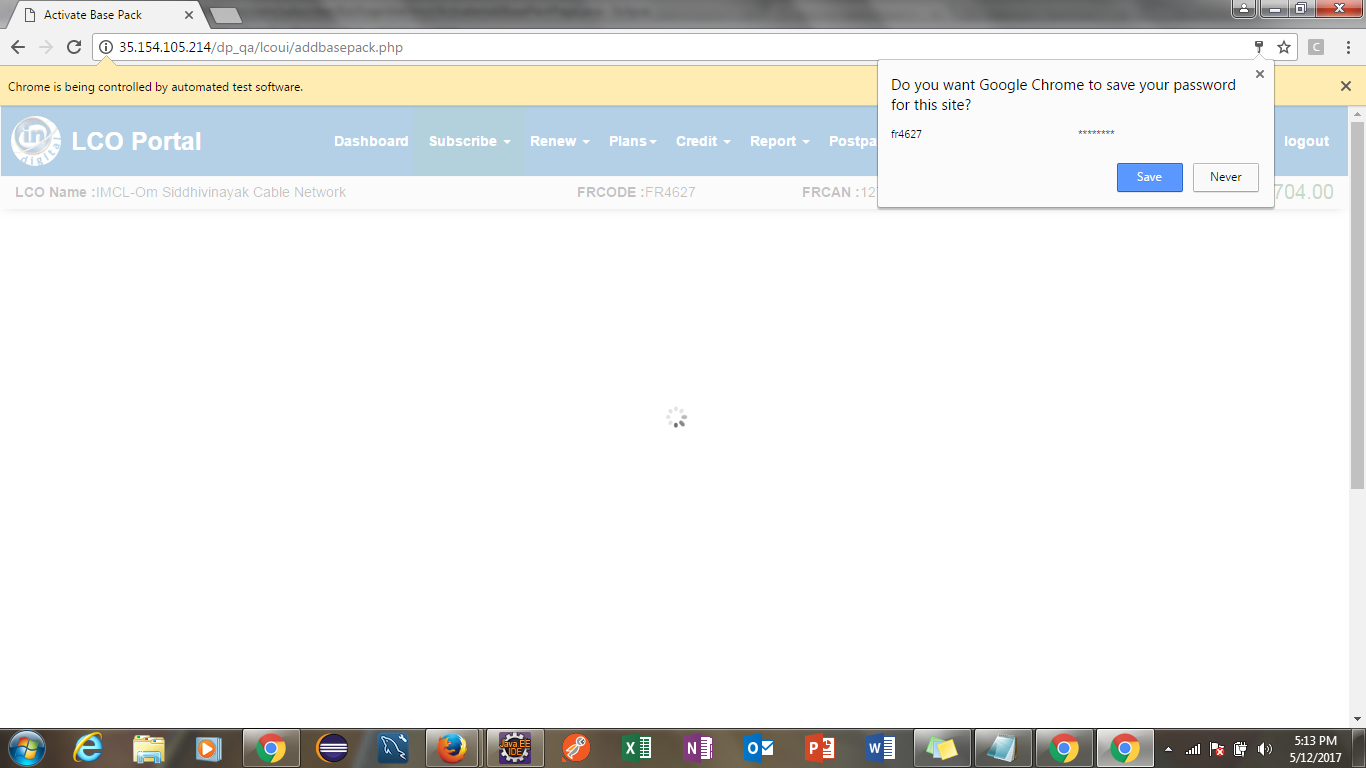 Activate Base Pack
35.154.105.214/dp_qa/lcoui/addbasepack.php
C
Chrome is being controlled by automated test software.
Do you want Google Chrome to save your password
for this site?
fr4627 ********
Save Never
in
digital
LCO Portal Dashboard Subscribe Renew Plans Credit Report Postpa logout
LCO Name :IMCL-Om Siddhivinayak Cable Network FRCODE :FR4627 FRCAN :12 704.00
Java EE
IDE
5:13 PM
5/12/2017